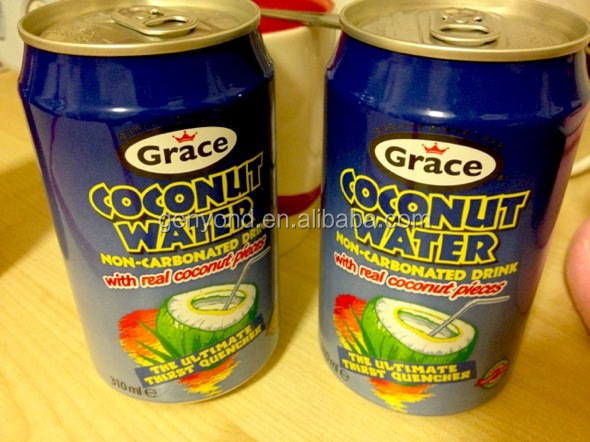 Grace
COCONUT
WATER
NON-CARBONATED DRINK
with real coconut pieces
THE ULTIMATE
THIRST QUENCHER
310ml e
Grace
COCONUT
WATER
NON-CARBONATED DRINK
with real coconut pieces
THE ULTIMATE
THIRST QUENCHER
genyond.en.alibaba.com